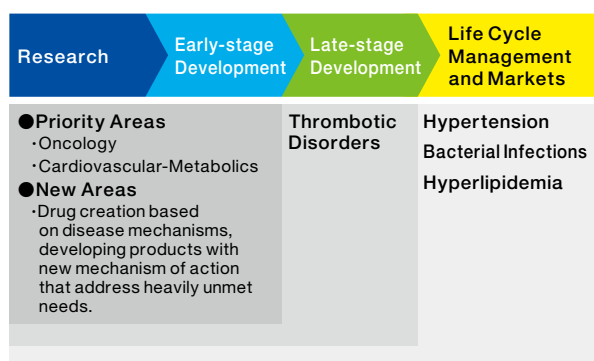 Research
Early-stage
Development
Late-stage
Development
Life Cycle
Management
and Markets
●Priority Areas
・Oncology
・Cardiovascular-Metabolics
●New Areas
・Drug creation based
on disease mechanisms,
developing products with
new mechanism of action
that address heavily unmet
needs.
Thrombotic
Disorders
Hypertension
Bacterial Infections
Hyperlipidemia